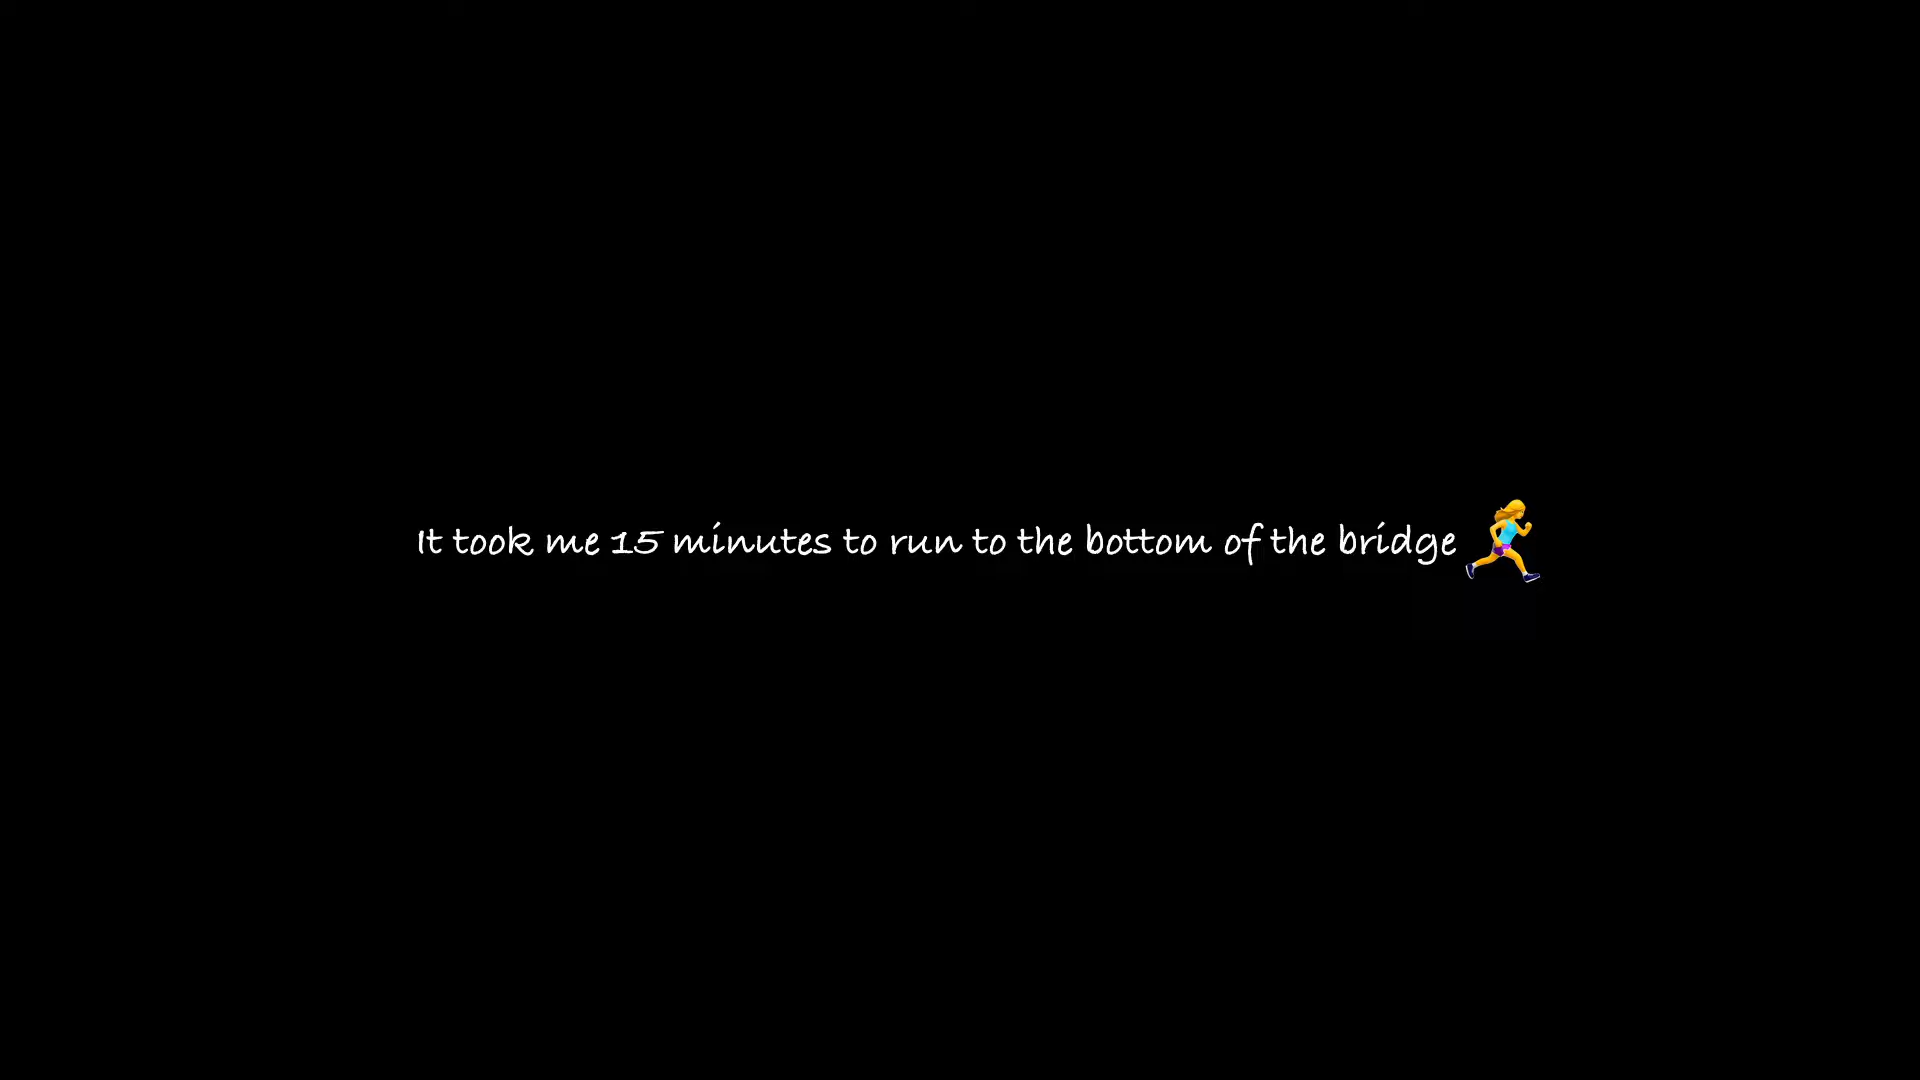 It took me 15 minutes to run to the bottom of the bridge 🏃‍♀️